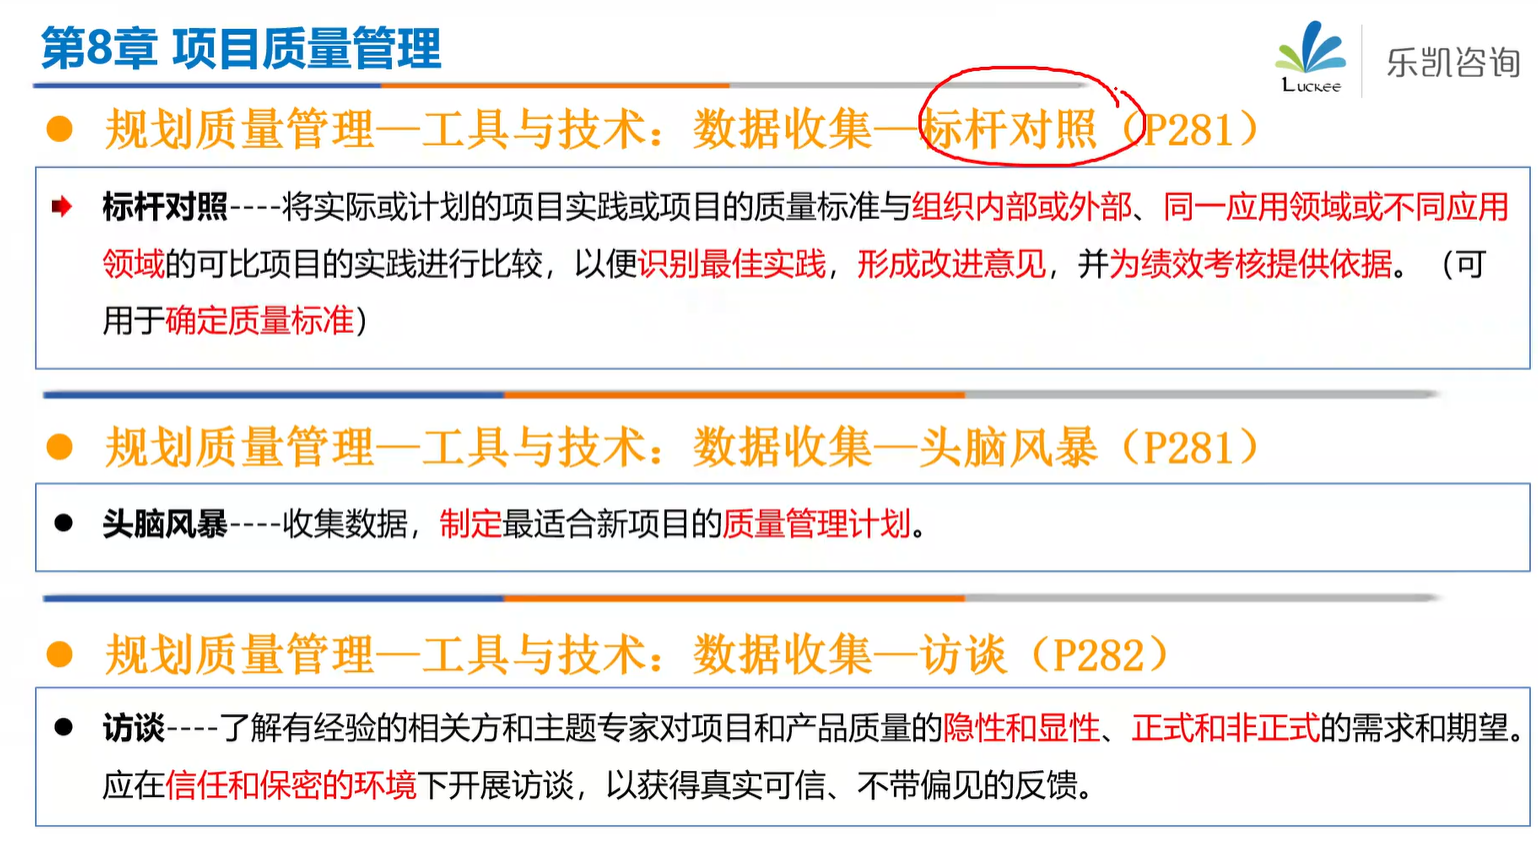 第8章 项目质量管理
Luckee
乐凯咨询
规划质量管理—工具与技术：数据收集—标杆对照（P281）
标杆对照----将实际或计划的项目实践或项目的质量标准与组织内部或外部、同一应用领域或不同应用
领域的可比项目的实践进行比较，以便识别最佳实践，形成改进意见，并为绩效考核提供依据。（可
用于确定质量标准）
规划质量管理—工具与技术：数据收集—头脑风暴（P281）
头脑风暴----收集数据，制定最适合新项目的质量管理计划。
规划质量管理—工具与技术：数据收集—访谈（P282）
访谈----了解有经验的相关方和主题专家对项目和产品质量的隐性和显性、正式和非正式的需求和期望。
应在信任和保密的环境下开展访谈，以获得真实可信、不带偏见的反馈。